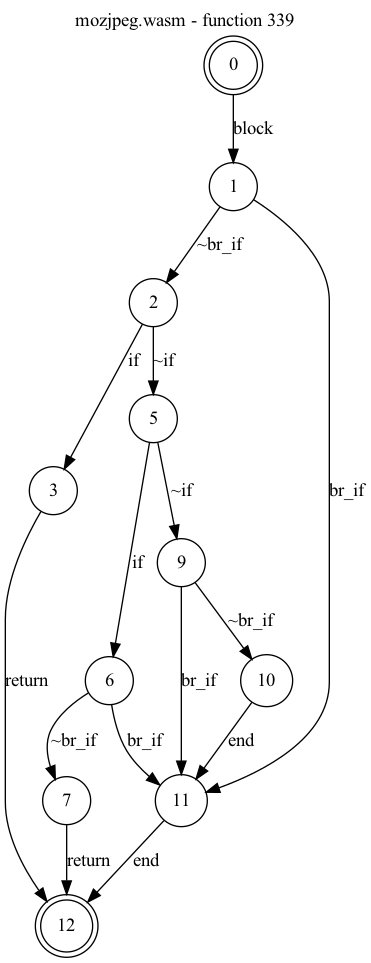 mozjpeg.wasm - function 339
0
block
1
~br_if
2
if ~if
5
3 ~if br_if
9
if
~br_if
6 return br_if 10
~br_if br_if end
7 11
return end
12